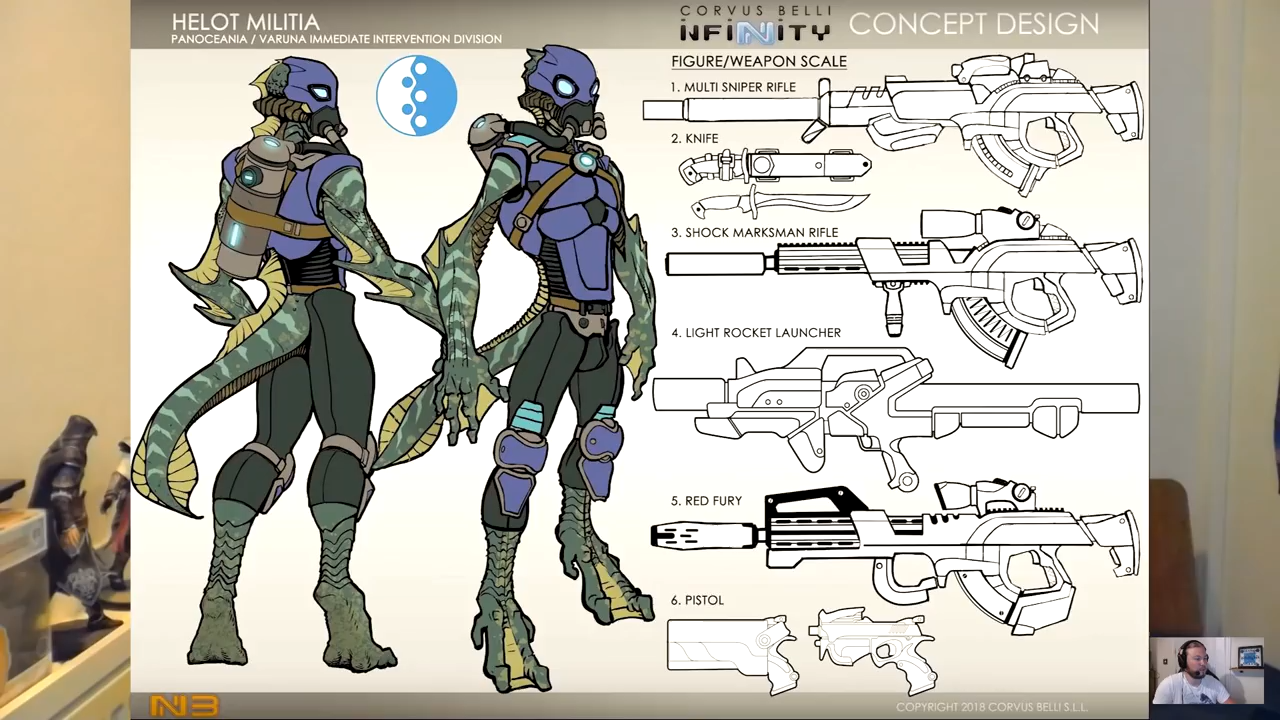 HELOT MILITIA
PANOCEANIA / VARUNA IMMEDIATE INTERVENTION DIVISION
CORVUS BELLI
INFINITY
CONCEPT DESIGN
FIGURE/WEAPON SCALE
1. MULTI SNIPER RIFLE
2. KNIFE
3. SHOCK MARKSMAN RIFLE
4. LIGHT ROCKET LAUNCHER
5. RED FURY
6. PISTOL
N3
COPYRIGHT 2018 CORVUS BELLI S.L.L.